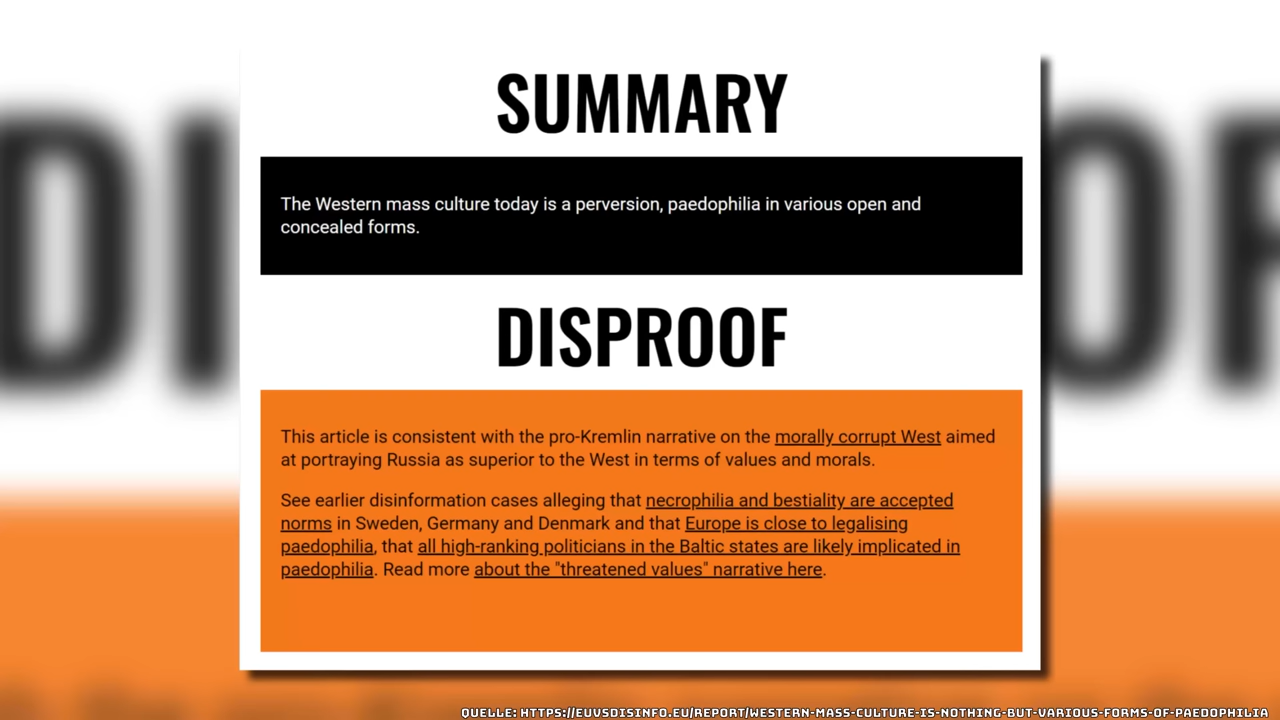 SUMMARY
The Western mass culture today is a perversion, paedophilia in various open and
concealed forms.
DISPROOF
This article is consistent with the pro-Kremlin narrative on the morally corrupt West aimed
at portraying Russia as superior to the West in terms of values and morals.
See earlier disinformation cases alleging that necrophilia and bestiality are accepted
norms in Sweden, Germany and Denmark and that Europe is close to legalising
paedophilia, that all high-ranking politicians in the Baltic states are likely implicated in
paedophilia. Read more about the "threatened values" narrative here.
QUELLE: HTTPS://EUVSDISINFO.EU/REPORT/WESTERN-MASS-CULTURE-IS-NOTHING-BUT-VARIOUS-FORMS-OF-PAEDOPHILIA